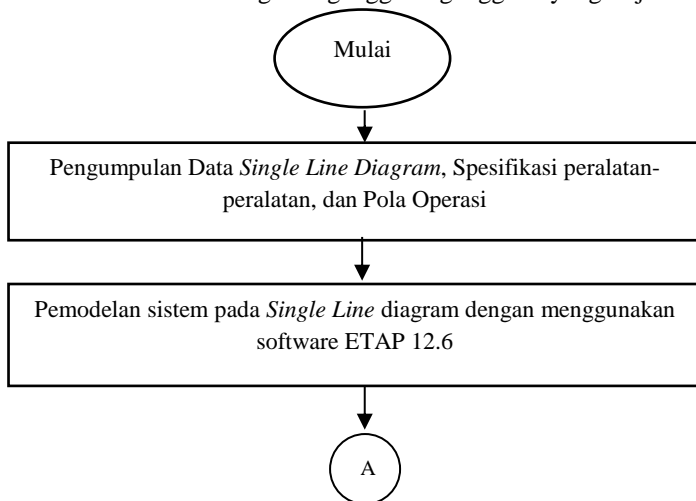 Mulai
Pengumpulan Data Single Line Diagram, Spesifikasi peralatan-
peralatan, dan Pola Operasi
Pemodelan sistem pada Single Line diagram dengan menggunakan
software ETAP 12.6
A